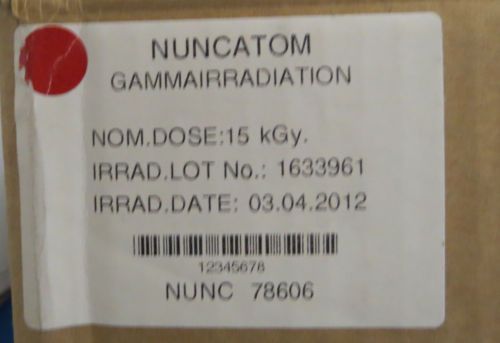 NUNCATOM
GAMMAIRRADIATION
NOM.DOSE:15 kGy.
IRRAD.LOT No.: 1633961
IRRAD.DATE: 03.04.2012
12345678
NUNC 78606